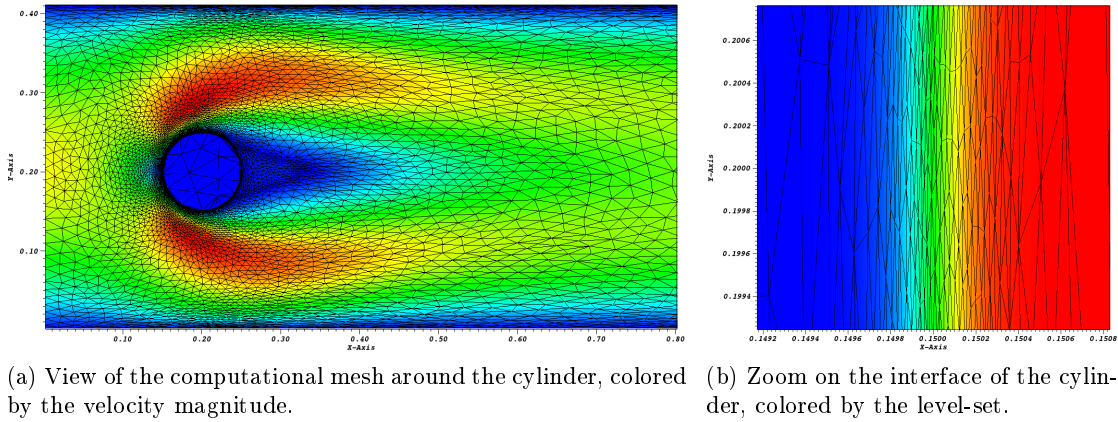 0.40
0.30
0.20
0.10
Y-Axis
0.10 0.20 0.30 0.40 0.50 0.60 0.70 0.80
X-Axis
0.2006
0.2004
0.2002
0.2000
0.1998
0.1996
0.1994
Y-Axis
0.1492 0.1494 0.1496 0.1498 0.1500 0.1502 0.1504 0.1506 0.1508
X-Axis
(a) View of the computational mesh around the cylinder, colored
by the velocity magnitude.
(b) Zoom on the interface of the cylin-
der, colored by the level-set.